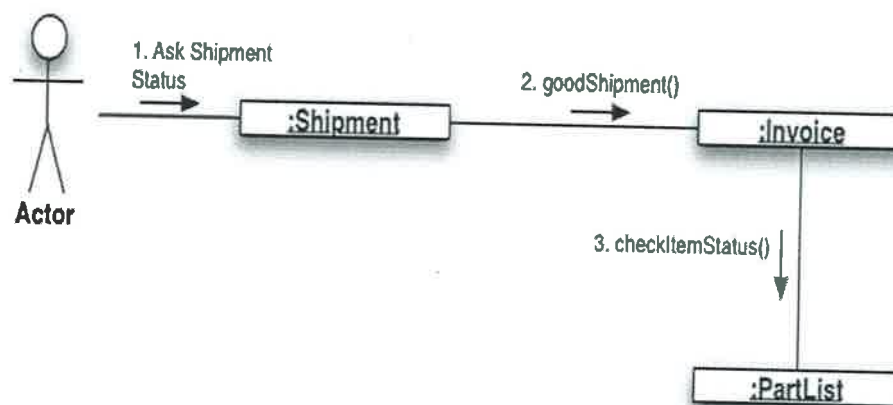 1. Ask Shipment
Status
2. goodShipment()
:Shipment
:Invoice
Actor
3. checkItemStatus()
:PartList